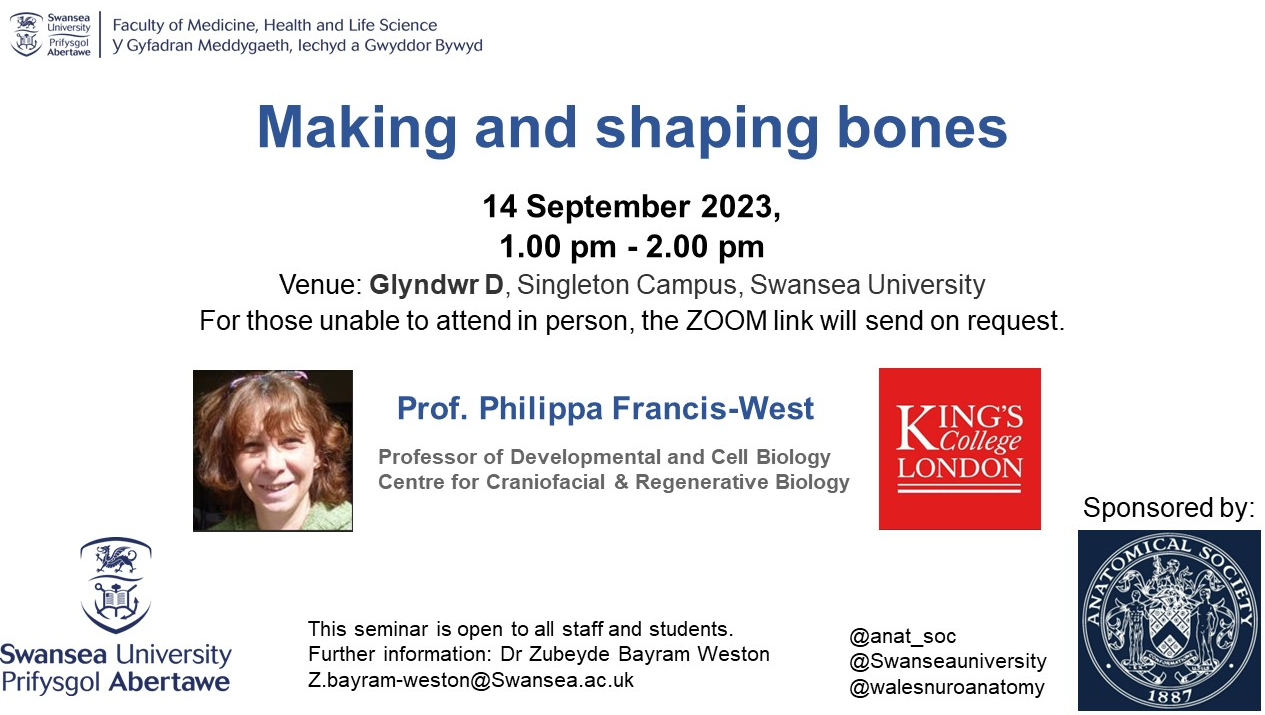 Swansea
University
Prifysgol
Abertawe
Faculty of Medicine, Health and Life Science
Y Gyfadran Meddygaeth, Iechyd a Gwyddor Bywyd
Making and shaping bones
14 September 2023,
1.00 pm - 2.00 pm
Venue: Glyndwr D, Singleton Campus, Swansea University
For those unable to attend in person, the ZOOM link will send on request.
Prof. Philippa Francis-West
Professor of Developmental and Cell Biology
Centre for Craniofacial & Regenerative Biology
KING'S
College
LONDON
Sponsored by:
ANATOMICAL SOCIETY
1887
Swansea University
Prifysgol Abertawe
This seminar is open to all staff and students.
Further information: Dr Zubeyde Bayram Weston
Z.bayram-weston@Swansea.ac.uk
@anat_soc
@Swanseauniversity
@walesnuroanatomy